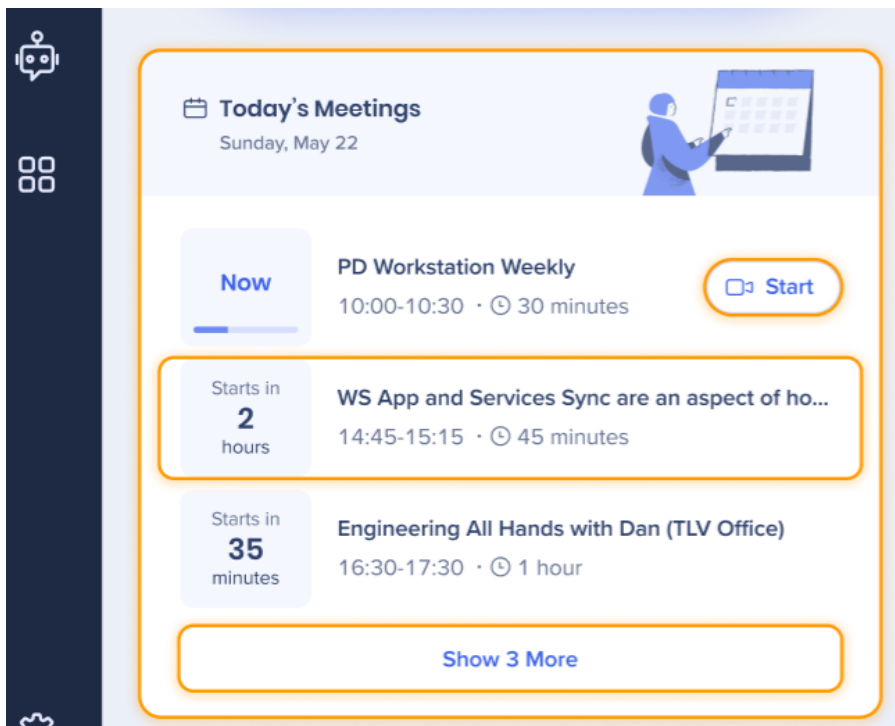 Today's Meetings
Sunday, May 22
Now
PD Workstation Weekly
10:00-10:30 · 30 minutes
Start
Starts in
2
hours
WS App and Services Sync are an aspect of ho...
14:45-15:15 · 45 minutes
Starts in
35
minutes
Engineering All Hands with Dan (TLV Office)
16:30-17:30 · 1 hour
Show 3 More